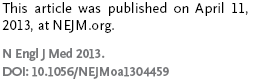 This article was published on April 11,
2013, at NEJM.org.
N Engl J Med 2013.
DOI: 10.1056/NEJMoa1304459